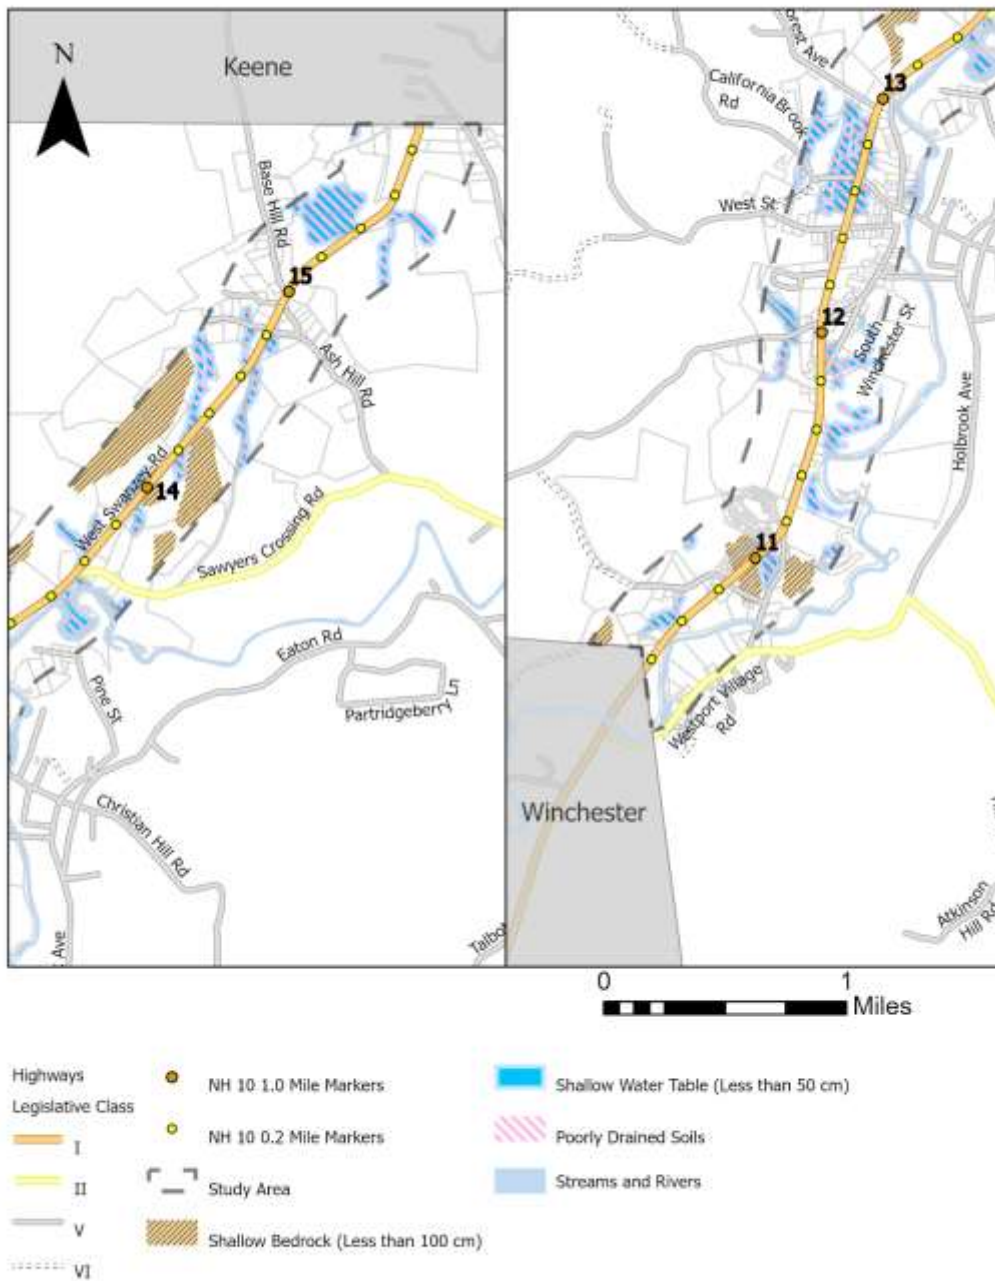 Keene
N
Base Hill Rd
15
Ash Hill Rd
West Swanzey Rd
14
Sawyers Crossing Rd
Eaton Rd
Pine St
Partridgeberry Ln
Christian Hill Rd
Ave
Talbot
orest Ave
13
California Brook
Rd
West St
12
South
Winchester St
Holbrook Ave
11
Westport Village
Rd
Winchester
Atkinson
Hill Rd
0 1
Miles
Highways
Legislative Class
I
II
V
VI
NH 10 1.0 Mile Markers
NH 10 0.2 Mile Markers
Study Area
Shallow Bedrock (Less than 100 cm)
Shallow Water Table (Less than 50 cm)
Poorly Drained Soils
Streams and Rivers